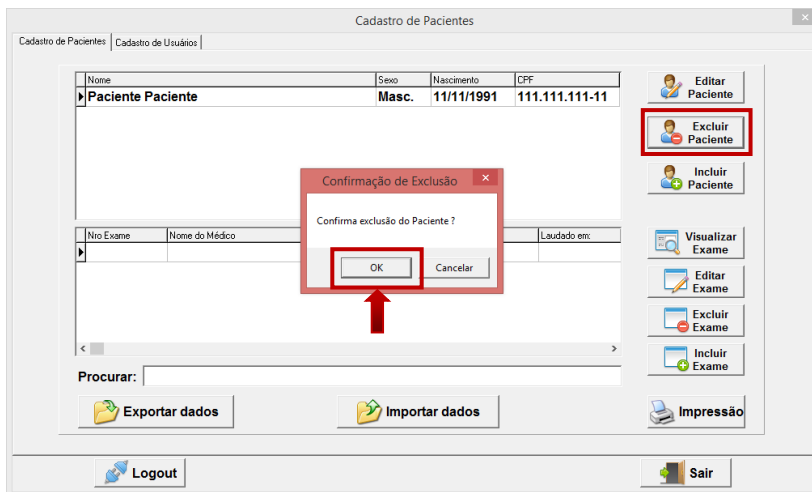 Cadastro de Pacientes
x
Cadastro de Pacientes Cadastro de Usuários
Nome Sexo Nascimento CPF
Paciente Paciente Masc. 11/11/1991 111.111.111-11
Editar
Paciente
Excluir
Paciente
Incluir
Paciente
Confirmação de Exclusão x
Confirma exclusão do Paciente ?
OK Cancelar
Nro Exame Nome do Médico Laudado em:
Visualizar
Exame
Editar
Exame
Excluir
Exame
Incluir
Exame
Procurar:
Exportar dados Importar dados Impressão
Logout Sair